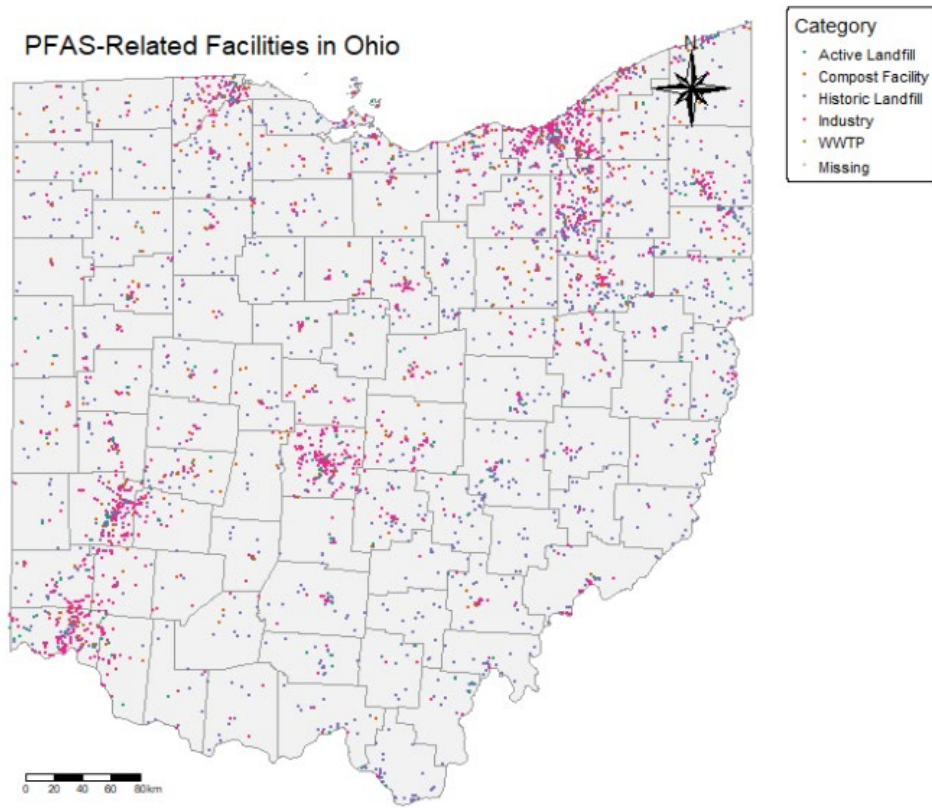 PFAS-Related Facilities in Ohio
N
Category
Active Landfill
Compost Facility
Historic Landfill
Industry
WWTP
Missing
0 20 40 60 80km